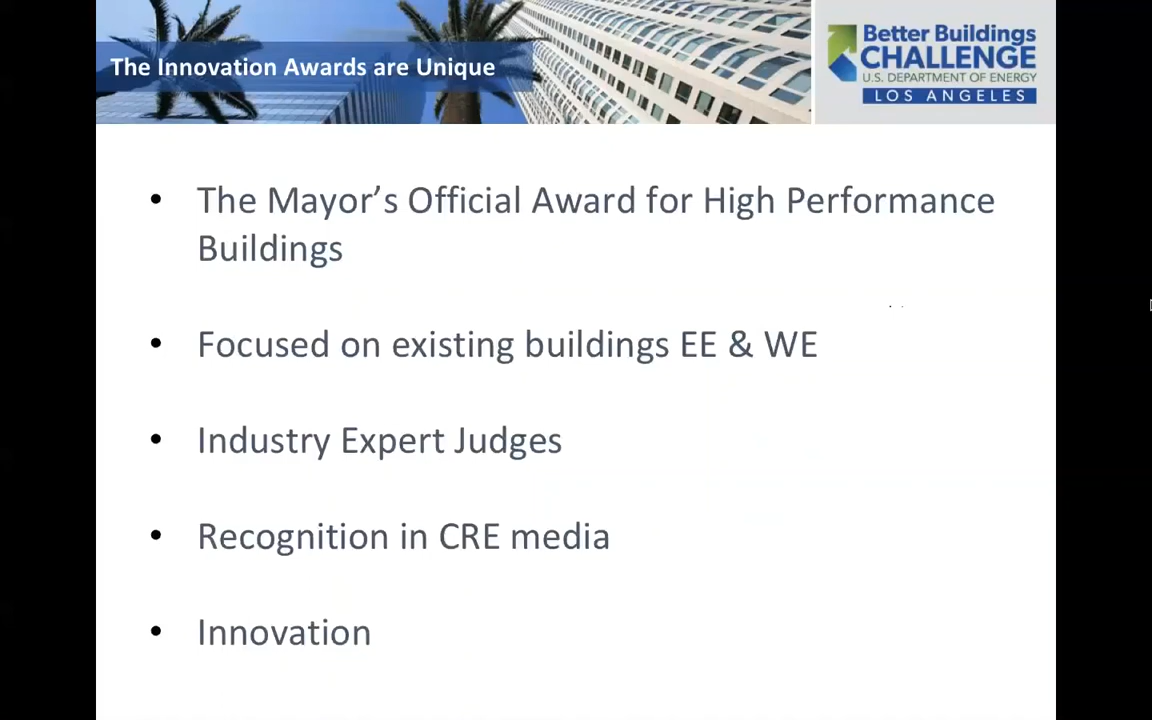 The Innovation Awards are Unique
Better Buildings
CHALLENGE
U.S. DEPARTMENT OF ENERGY
LOS ANGELES
• The Mayor’s Official Award for High Performance
Buildings
• Focused on existing buildings EE & WE
• Industry Expert Judges
• Recognition in CRE media
• Innovation